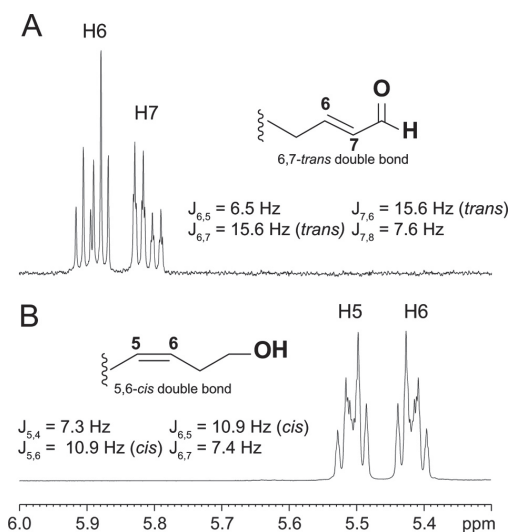 A
H6
H7
O
6
H
7
6,7-trans double bond
J6,5 = 6.5 Hz J7,6 = 15.6 Hz (trans)
J6,7 = 15.6 Hz (trans) J7,8 = 7.6 Hz
B
H5 H6
5 6
OH
5,6-cis double bond
J5,4 = 7.3 Hz J6,5 = 10.9 Hz (cis)
J5,6 = 10.9 Hz (cis) J6,7 = 7.4 Hz
6.0 5.9 5.8 5.7 5.6 5.5 5.4 ppm